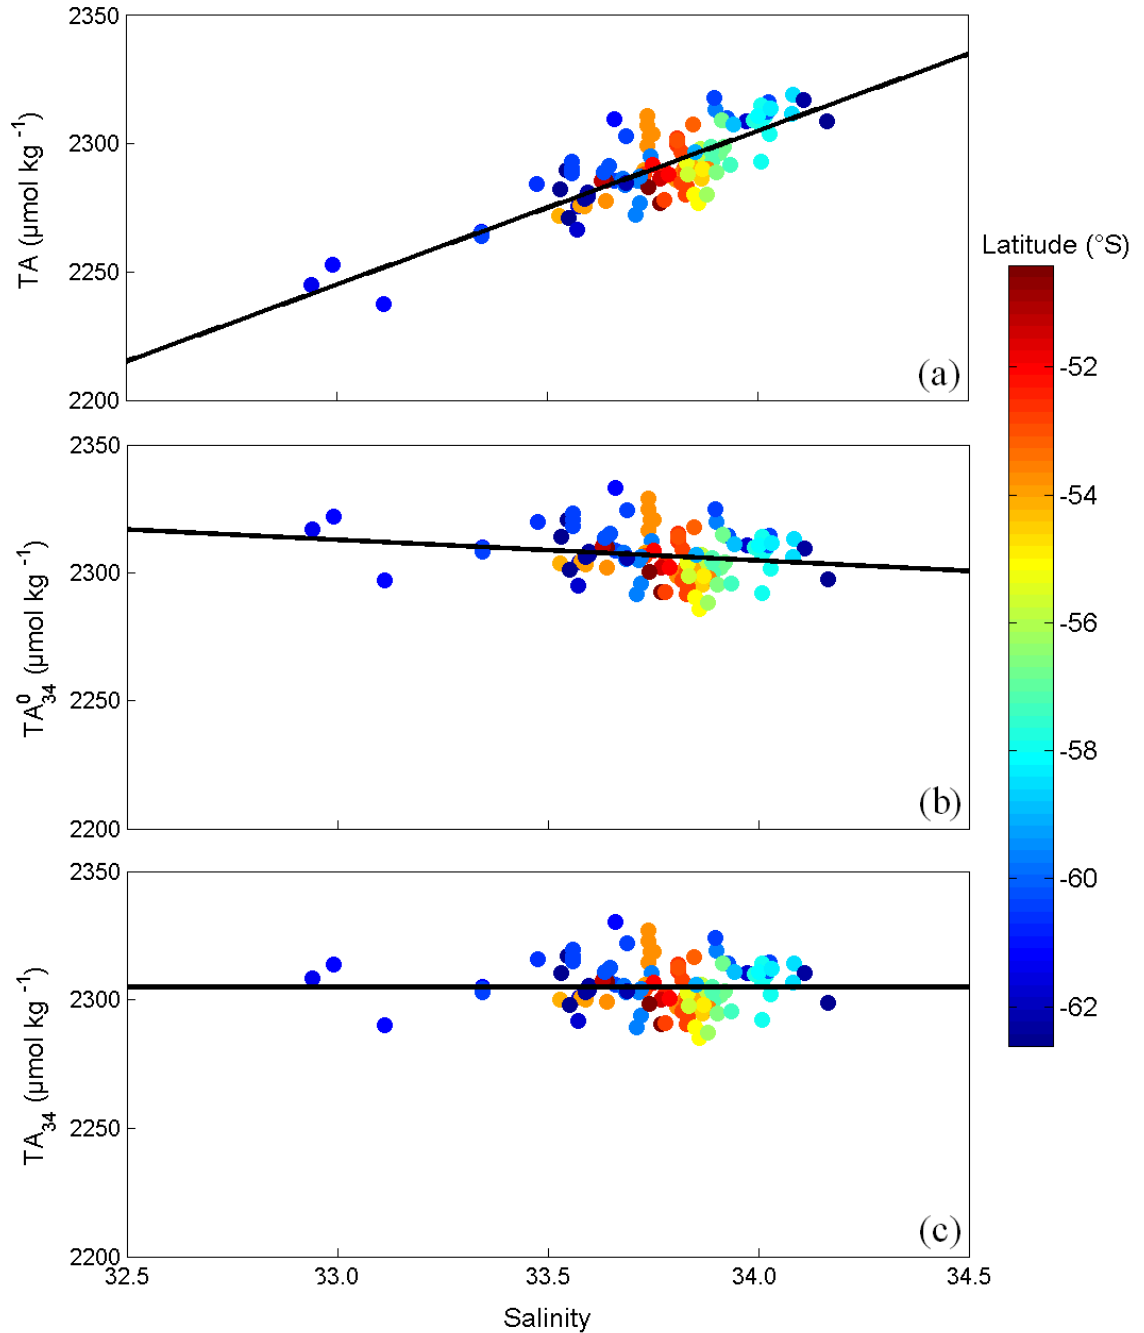 2350
2300
2250
2200
TA (µmol kg⁻¹)
(a)
2350
2300
2250
2200
TA⁰₃₄ (µmol kg⁻¹)
(b)
2350
2300
2250
2200
TA₃₄ (µmol kg⁻¹)
(c)
32.5 33.0 33.5 34.0 34.5
Salinity
Latitude (°S)
-52
-54
-56
-58
-60
-62